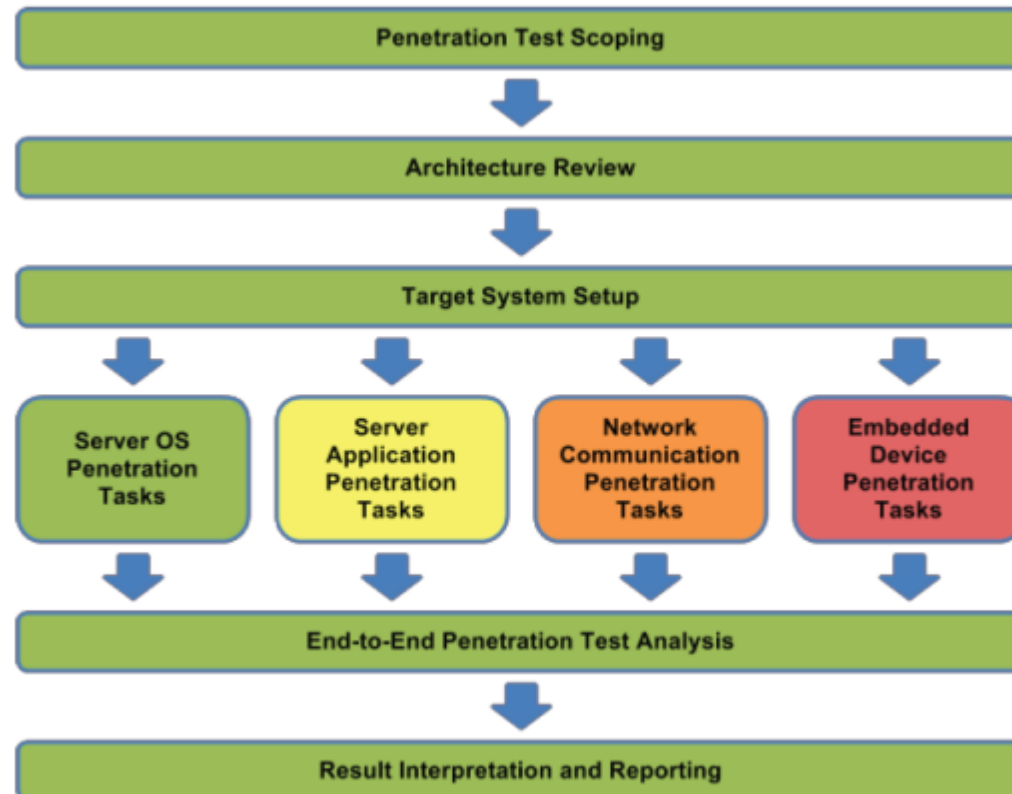 Penetration Test Scoping
Architecture Review
Target System Setup
Server OS
Penetration
Tasks
Server
Application
Penetration
Tasks
Network
Communication
Penetration
Tasks
Embedded
Device
Penetration
Tasks
End-to-End Penetration Test Analysis
Result Interpretation and Reporting